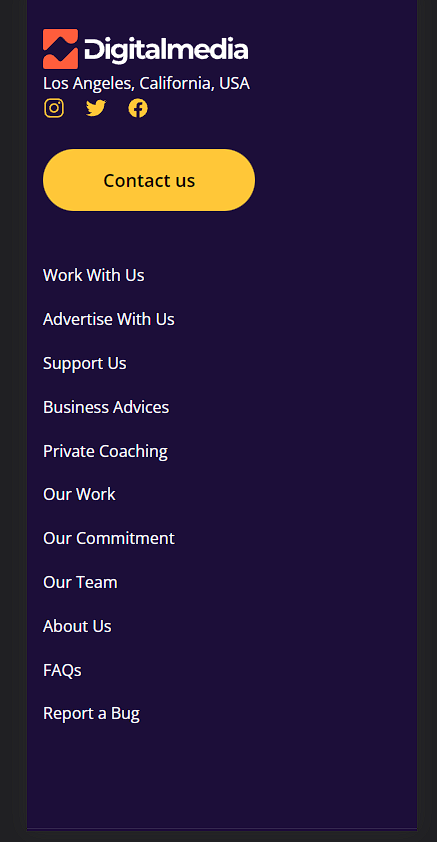 Digitalmedia
Los Angeles, California, USA
Contact us
Work With Us
Advertise With Us
Support Us
Business Advices
Private Coaching
Our Work
Our Commitment
Our Team
About Us
FAQs
Report a Bug